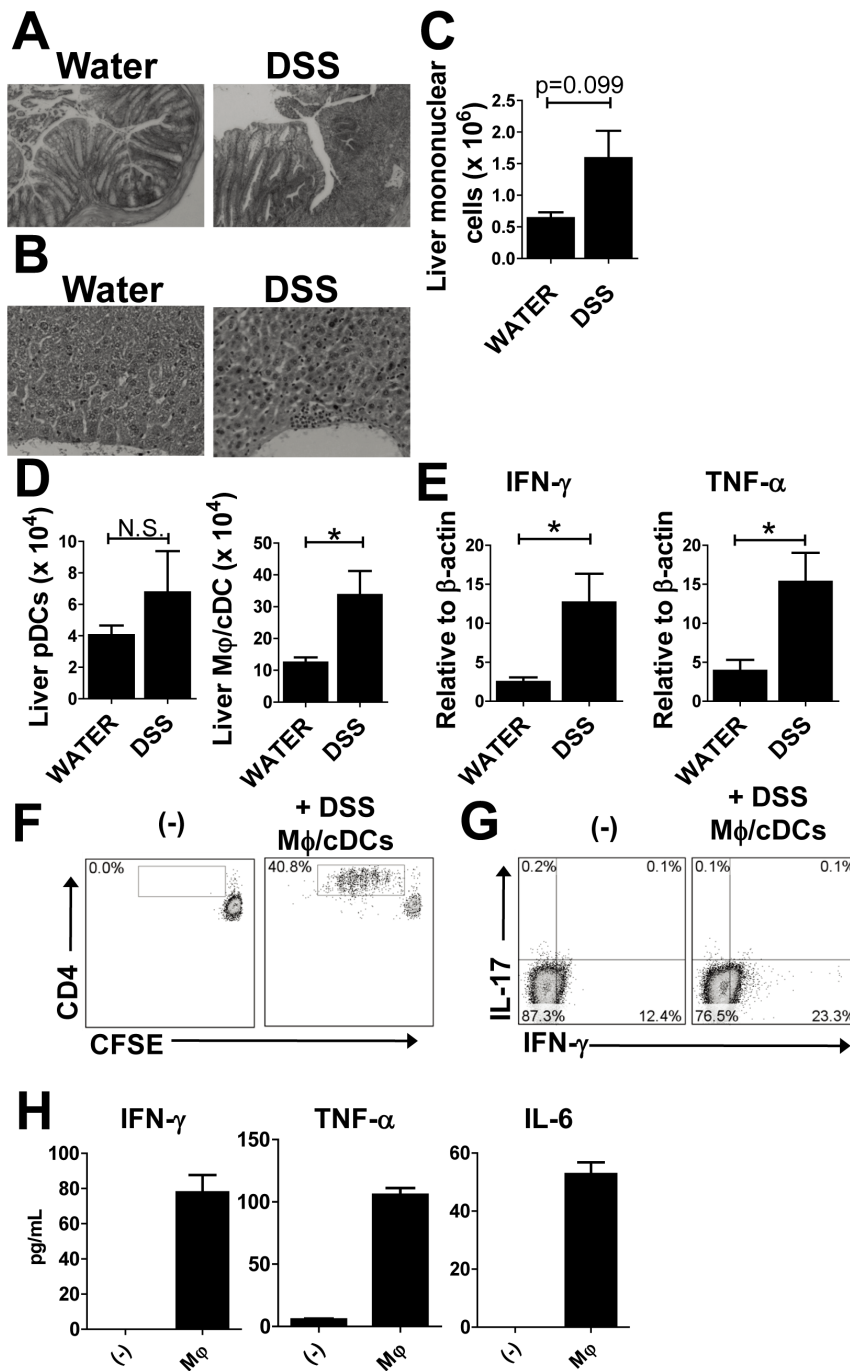 A
Water DSS
B
Water DSS
C
Liver mononuclear
cells (x 10⁶)
p=0.099
2.5
2.0
1.5
1.0
0.5
0.0
WATER DSS
D
Liver pDCs (x 10⁴)
N.S.
10
8
6
4
2
0
WATER DSS
Liver Mφ/cDC (x 10⁴)
*
50
40
30
20
10
0
WATER DSS
E
IFN-γ
Relative to β-actin
*
20
15
10
5
0
WATER DSS
TNF-α
Relative to β-actin
*
20
15
10
5
0
WATER DSS
F
(-)
+ DSS
Mφ/cDCs
0.0%
40.8%
CD4
CFSE
G
(-)
+ DSS
Mφ/cDCs
0.2% 0.1%
87.3% 12.4%
0.1% 0.1%
76.5% 23.3%
IL-17
IFN-γ
H
IFN-γ
pg/mL
100
80
60
40
20
0
(-) Mφ
TNF-α
150
100
50
0
(-) Mφ
IL-6
60
40
20
0
(-) Mφ